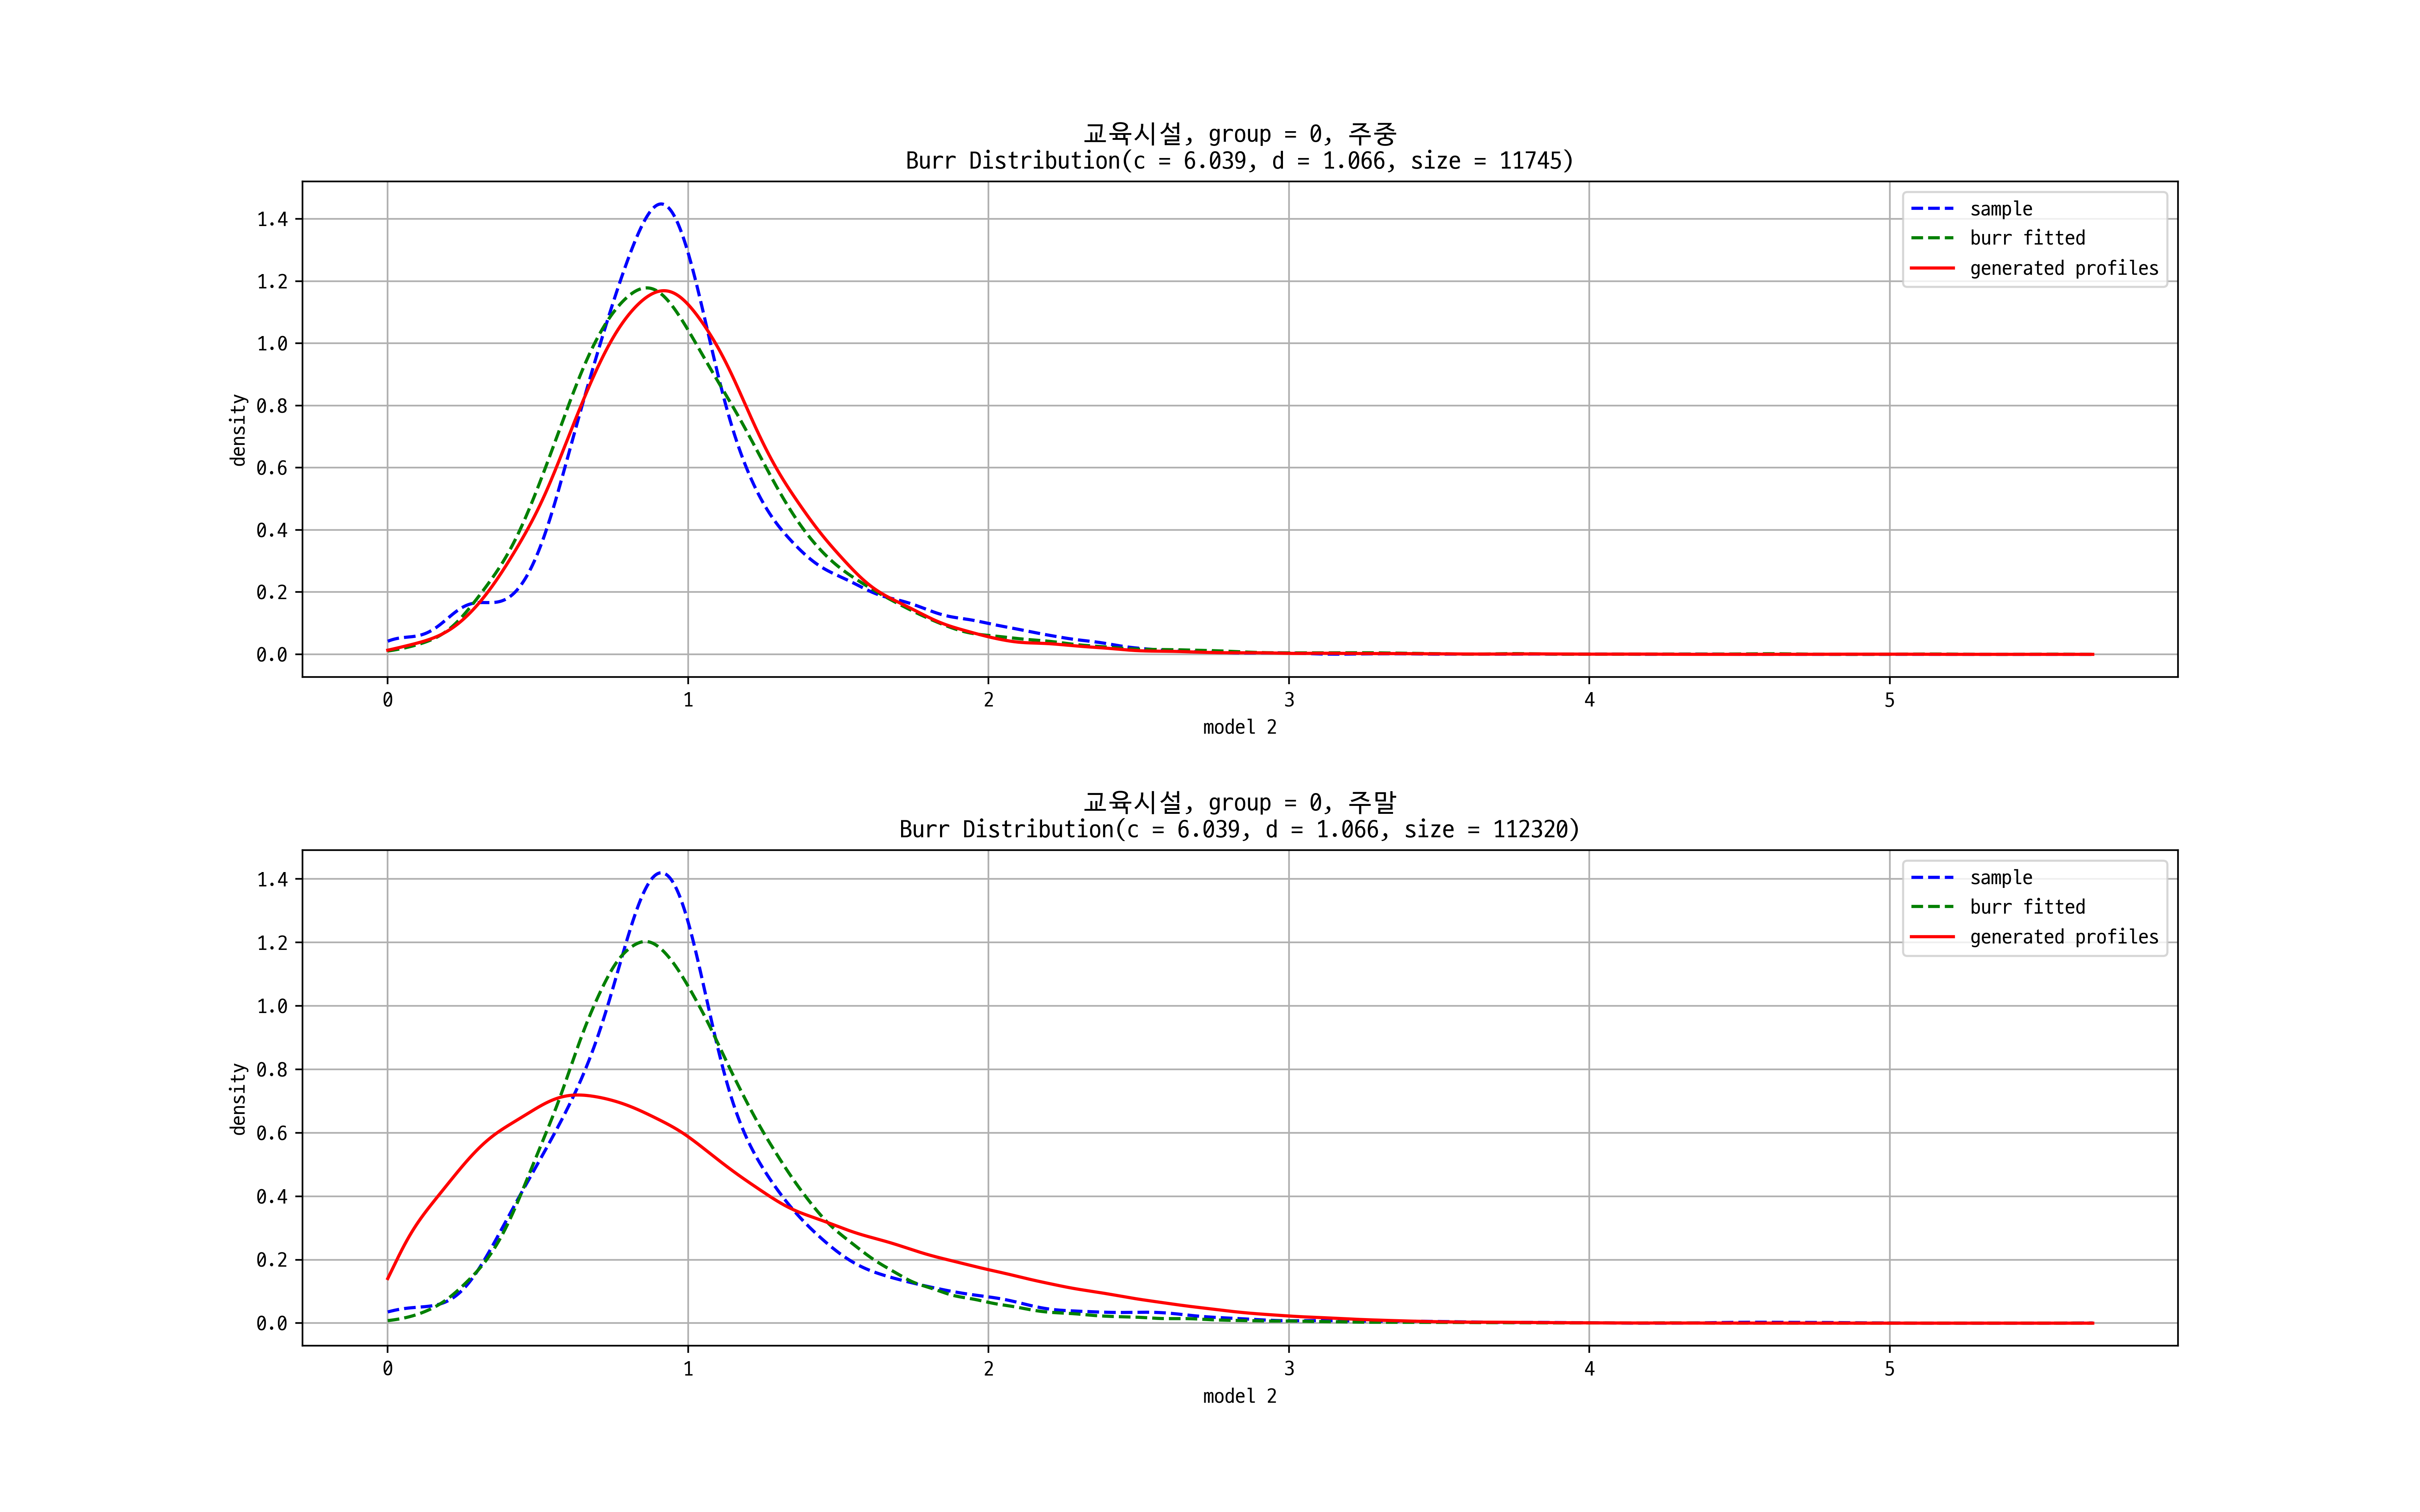 교육시설, group = 0, 주중
Burr Distribution(c = 6.039, d = 1.066, size = 11745)
1.4
1.2
1.0
0.8
0.6
0.4
0.2
0.0
density
sample
burr fitted
generated profiles
0 1 2 3 4 5
model 2
교육시설, group = 0, 주말
Burr Distribution(c = 6.039, d = 1.066, size = 112320)
1.4
1.2
1.0
0.8
0.6
0.4
0.2
0.0
density
sample
burr fitted
generated profiles
0 1 2 3 4 5
model 2